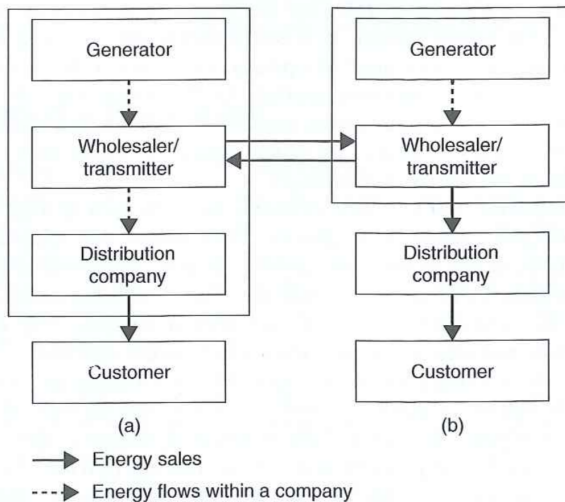 Generator
Wholesaler/
transmitter
Distribution
company
Customer
(a)
Generator
Wholesaler/
transmitter
Distribution
company
Customer
(b)
Energy sales
Energy flows within a company